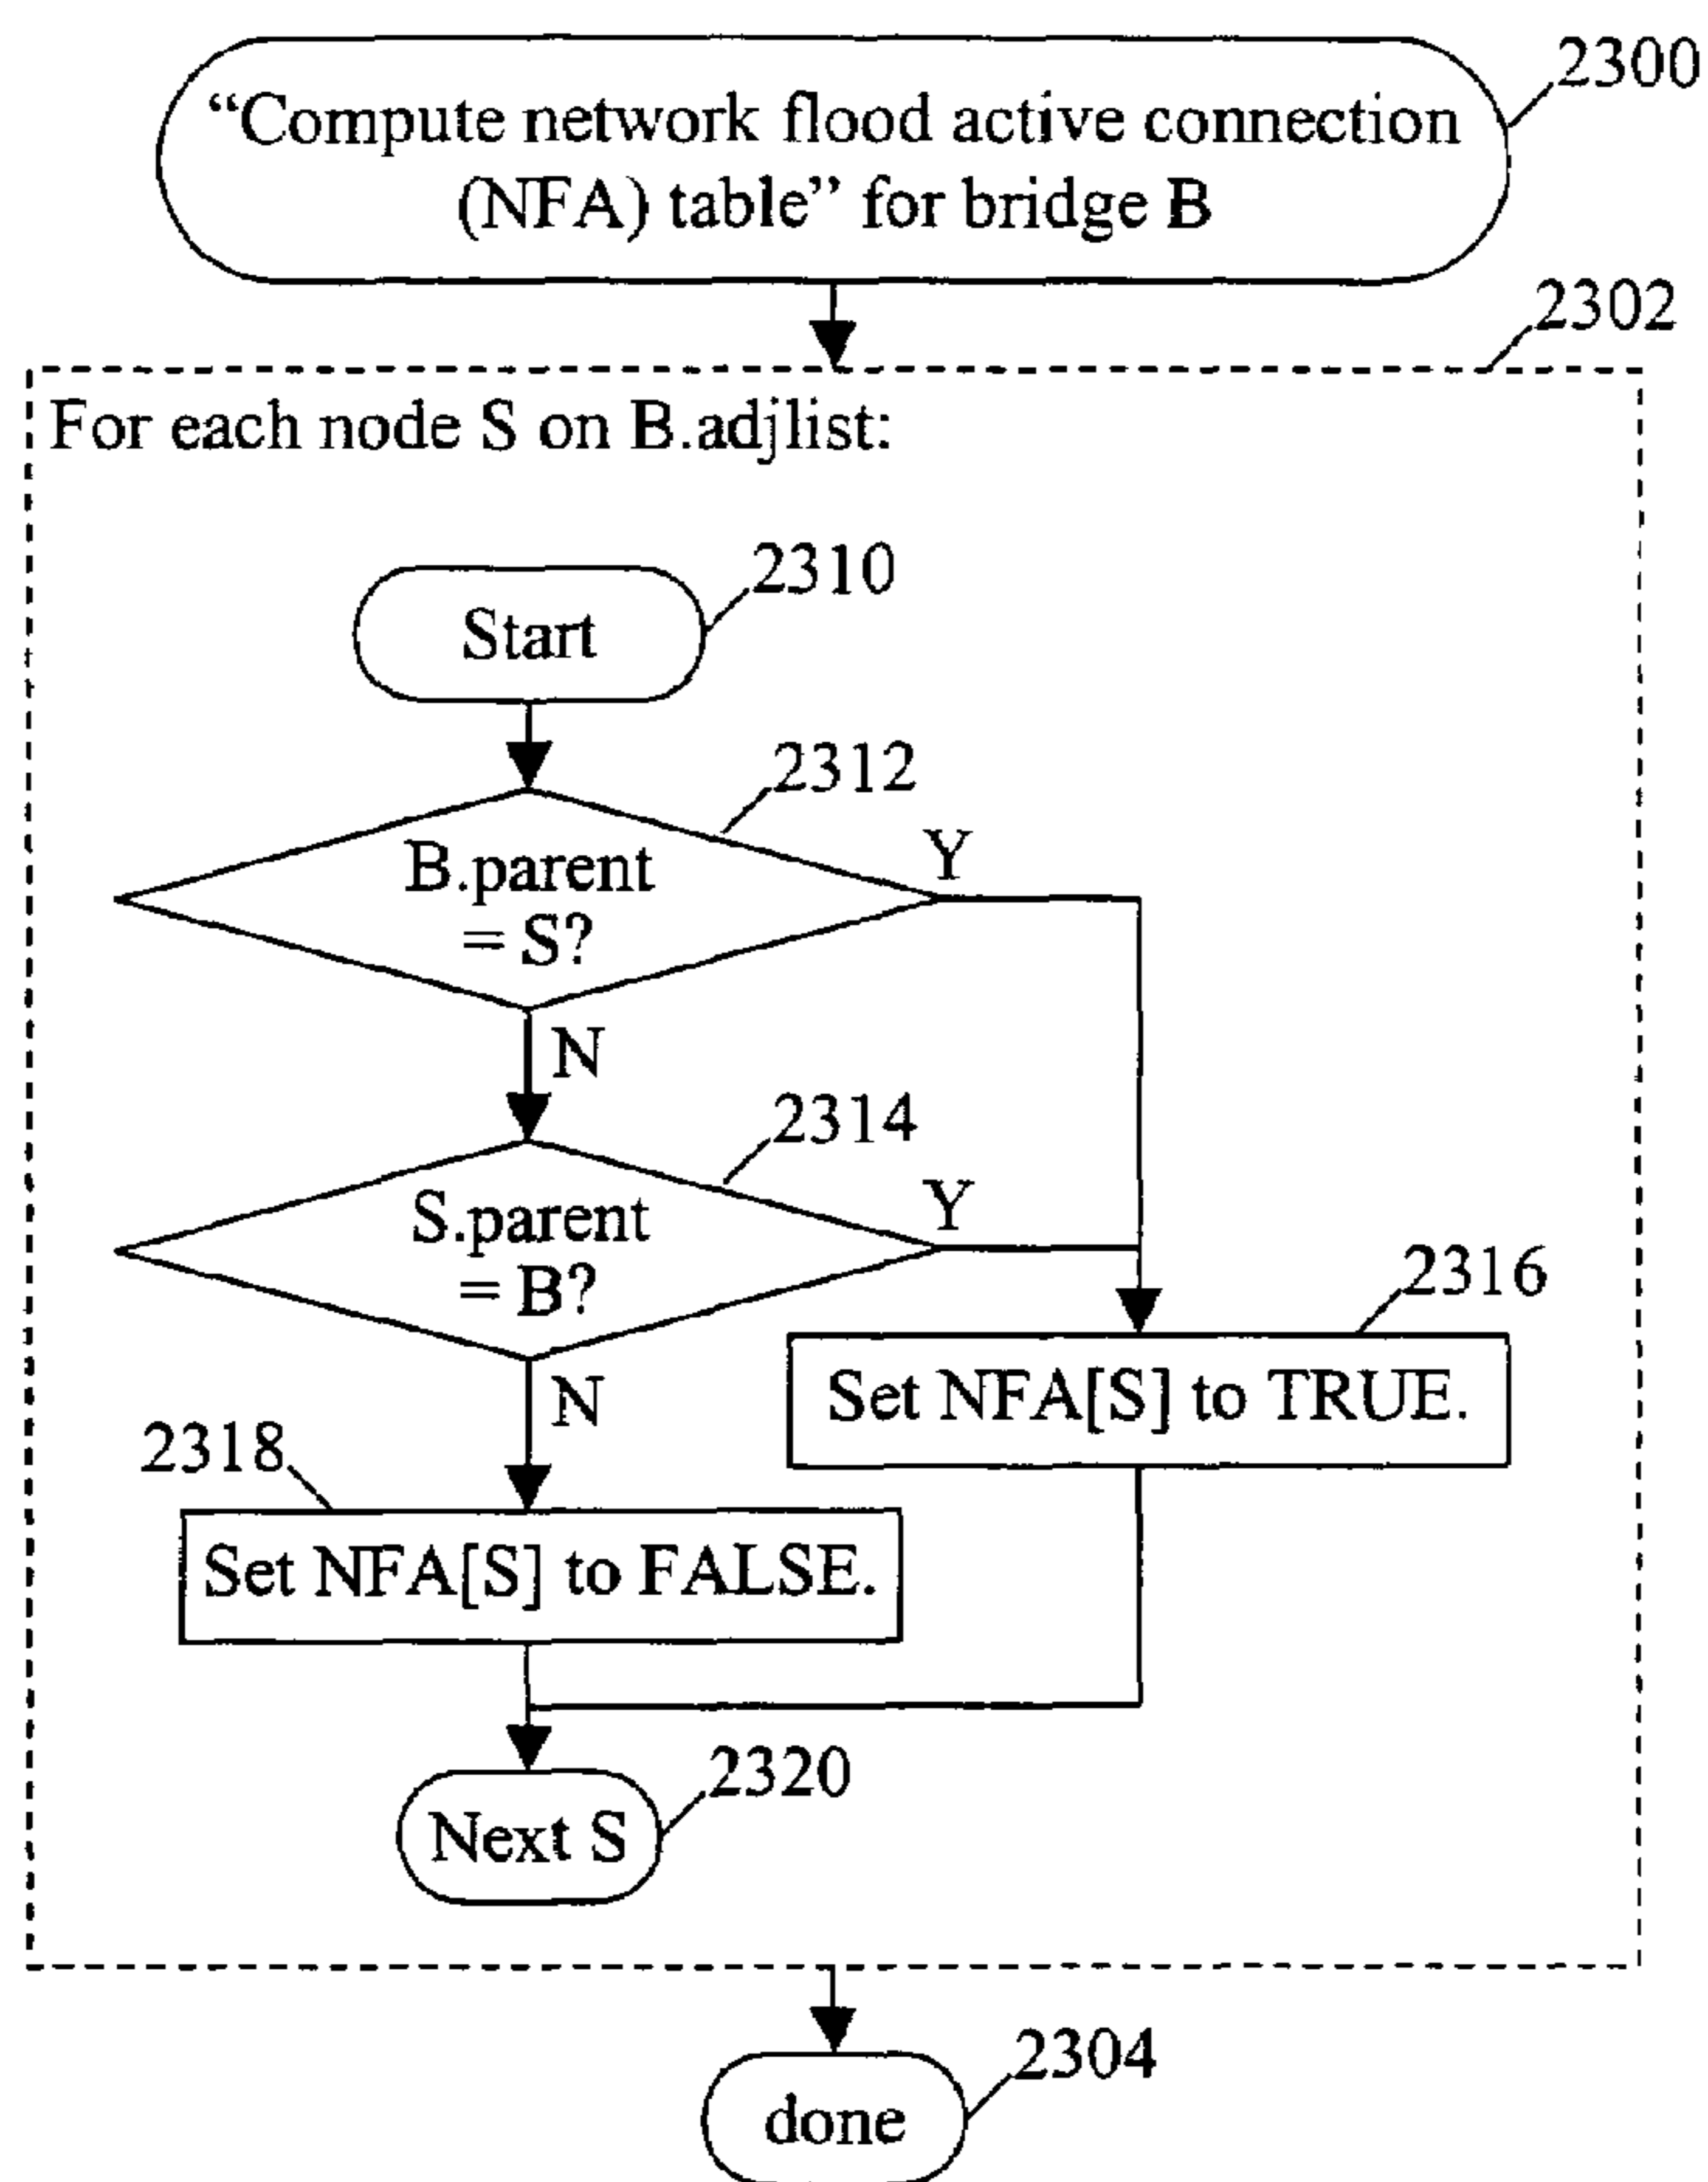 2300
“Compute network flood active connection
(NFA) table” for bridge B
2302
For each node S on B.adjlist:
2310
Start
2312
B.parent
= S?
Y
N
2314
S.parent
= B?
Y
N
2316
Set NFA[S] to TRUE.
2318
Set NFA[S] to FALSE.
2320
Next S
2304
done